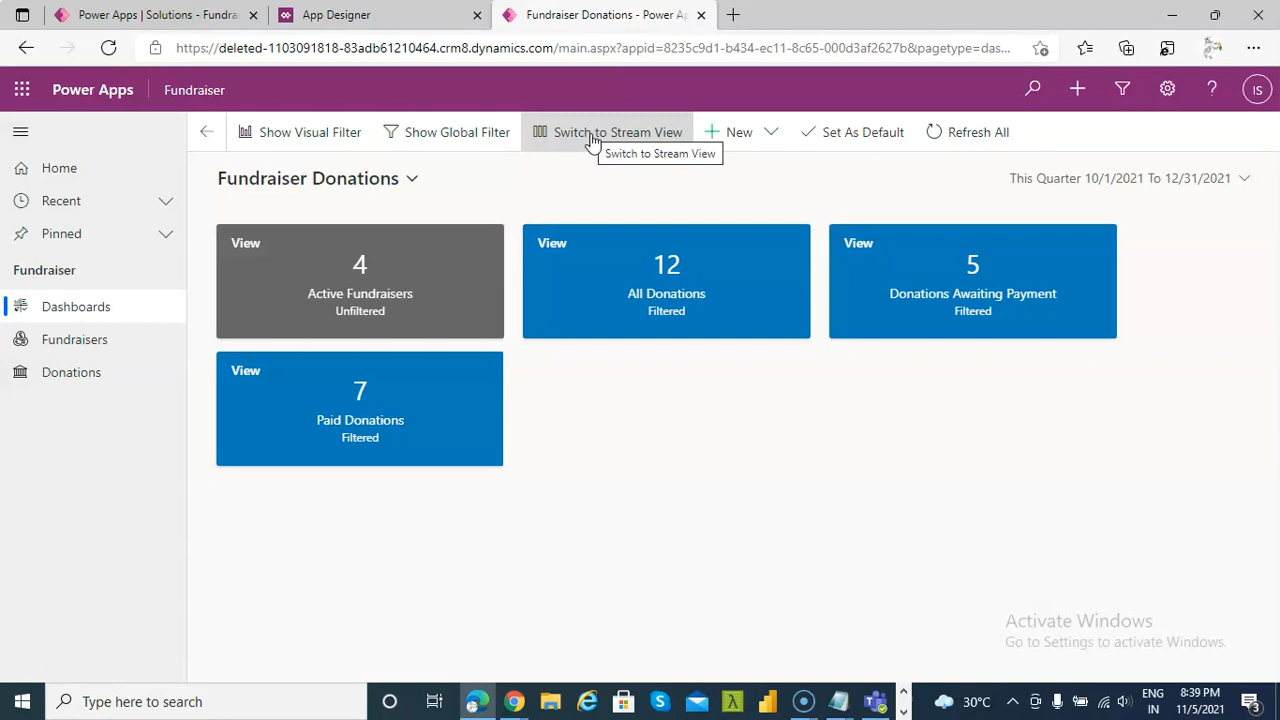 Power Apps | Solutions - Fundra
App Designer
Fundraiser Donations - Power Ap
https://deleted-1103091818-83adb61210464.crm8.dynamics.com/main.aspx?appid=8235c9d1-b434-ec11-8c65-000d3af2627b&pagetype=das...
Power Apps
Fundraiser
IS
Show Visual Filter
Show Global Filter
Switch to Stream View
New
Set As Default
Refresh All
Switch to Stream View
Home
Recent
Pinned
Fundraiser
Dashboards
Fundraisers
Donations
Fundraiser Donations
This Quarter 10/1/2021 To 12/31/2021
View
4
Active Fundraisers
Unfiltered
View
12
All Donations
Filtered
View
5
Donations Awaiting Payment
Filtered
View
7
Paid Donations
Filtered
Activate Windows
Go to Settings to activate Windows.
Type here to search
30°C
ENG
IN
8:39 PM
11/5/2021
3